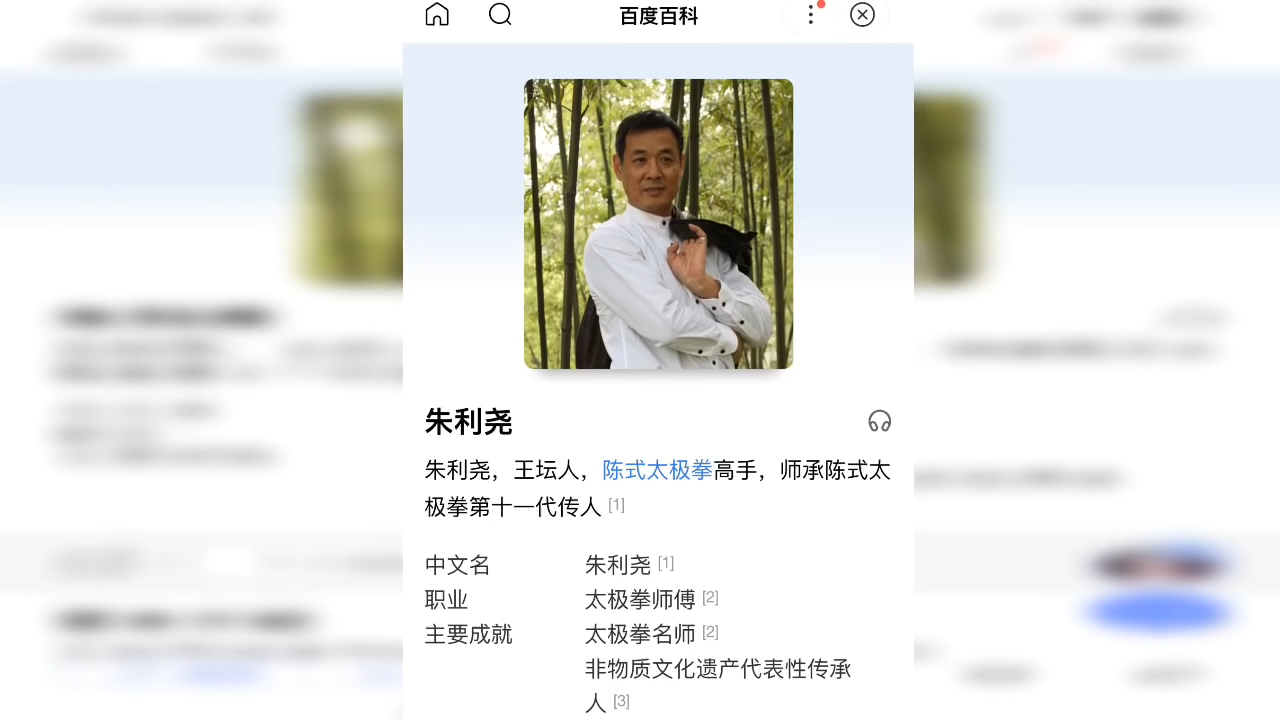 百度百科
朱利尧
朱利尧，王坛人，陈式太极拳高手，师承陈式太
极拳第十一代传人 [1]
中文名 朱利尧 [1]
职业 太极拳师傅 [2]
主要成就 太极拳名师 [2]
非物质文化遗产代表性传承
人 [3]